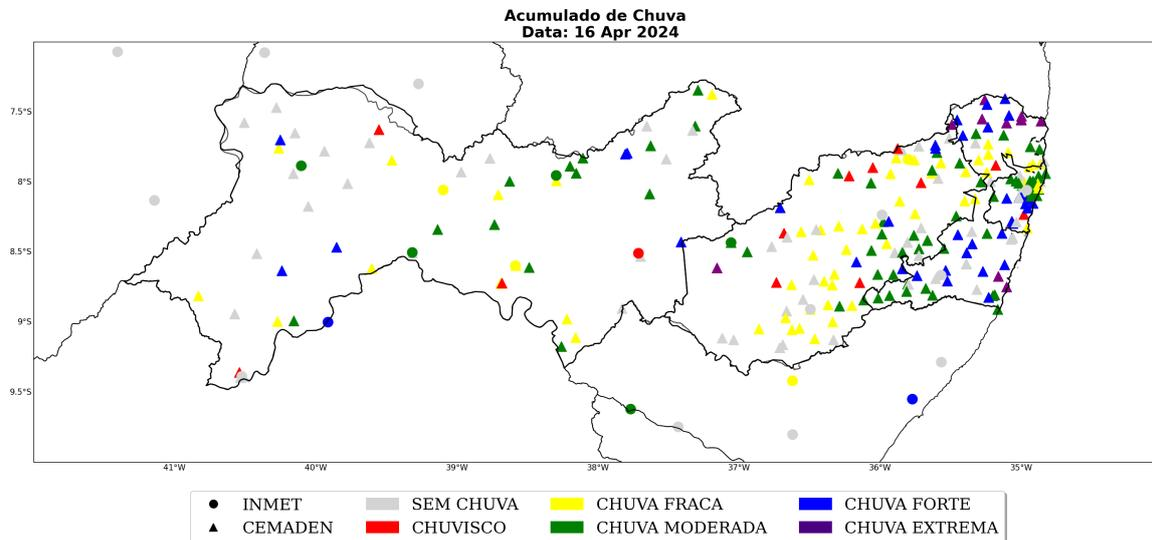 Acumulado de Chuva
Data: 16 Apr 2024
7.5°S
8°S
8.5°S
9°S
9.5°S
41°W
40°W
39°W
38°W
37°W
36°W
35°W
INMET
SEM CHUVA
CHUVA FRACA
CHUVA FORTE
CEMADEN
CHUVISCO
CHUVA MODERADA
CHUVA EXTREMA